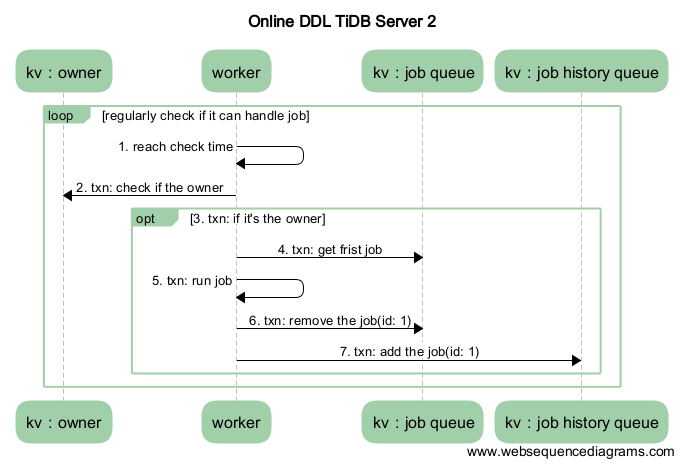 Online DDL TiDB Server 2
kv : owner
worker
kv : job queue
kv : job history queue
loop
[regularly check if it can handle job]
1. reach check time
2. txn: check if the owner
opt
[3. txn: if it's the owner]
4. txn: get frist job
5. txn: run job
6. txn: remove the job(id: 1)
7. txn: add the job(id: 1)
kv : owner
worker
kv : job queue
kv : job history queue
www.websequencediagrams.com